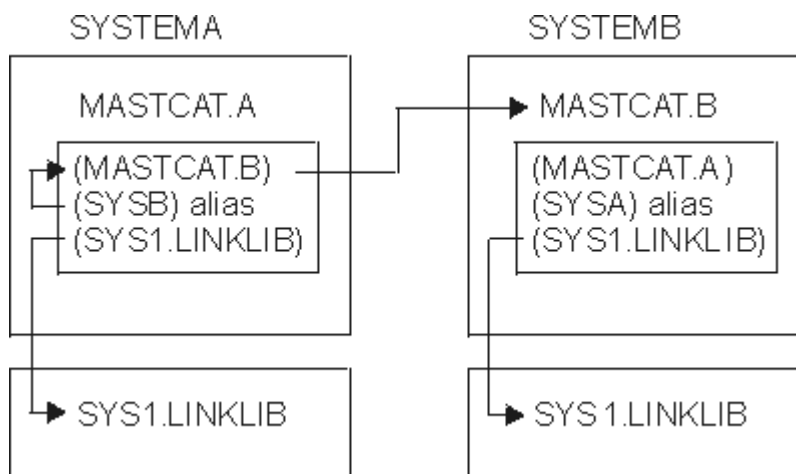 SYSTEMA
SYSTEMB
MASTCAT.A
MASTCAT.B
(MASTCAT.B)
(SYSB) alias
(SYS1.LINKLIB)
(MASTCAT.A)
(SYSA) alias
(SYS1.LINKLIB)
SYS1.LINKLIB
SYS1.LINKLIB